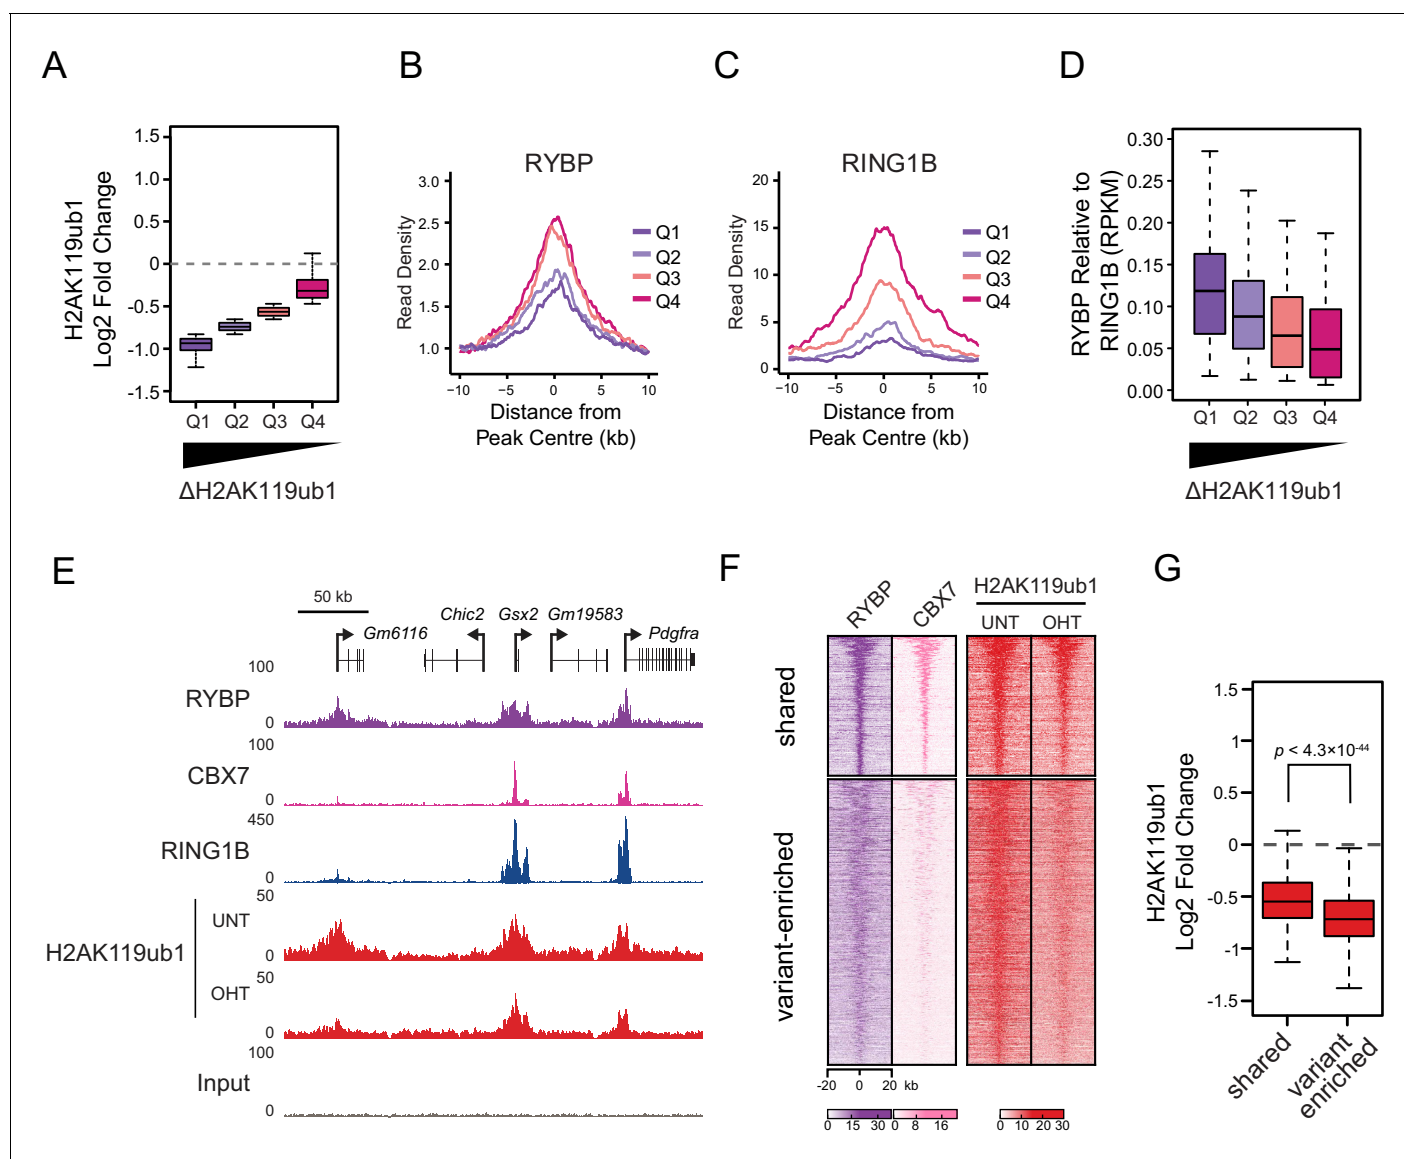 A
H2AK119ub1
Log2 Fold Change
1.5
1.0
0.5
0
-0.5
-1.0
-1.5
Q1 Q2 Q3 Q4
ΔH2AK119ub1
B
RYBP
Read Density
3.0
2.5
2.0
1.5
1.0
Q1
Q2
Q3
Q4
−10 −5 0 5 10
Distance from
Peak Centre (kb)
C
RING1B
Read Density
20
15
10
5
0
Q1
Q2
Q3
Q4
−10 −5 0 5 10
Distance from
Peak Centre (kb)
D
RYBP Relative to
RING1B (RPKM)
0.30
0.25
0.20
0.15
0.10
0.05
0.00
Q1 Q2 Q3 Q4
ΔH2AK119ub1
E
50 kb
Chic2 Gsx2 Gm19583
Gm6116 Pdgfra
100
RYBP
0
100
CBX7
0
450
RING1B
0
50
UNT
H2AK119ub1
0
50
OHT
0
100
Input
0
F
RYBP
CBX7
H2AK119ub1
UNT OHT
shared
variant-enriched
-20 0 20 kb
0 15 30
0 8 16
0 10 20 30
G
H2AK119ub1
Log2 Fold Change
1.5
1
0.5
0
-0.5
-1
-1.5
p < 4.3×10-44
shared
variant
enriched